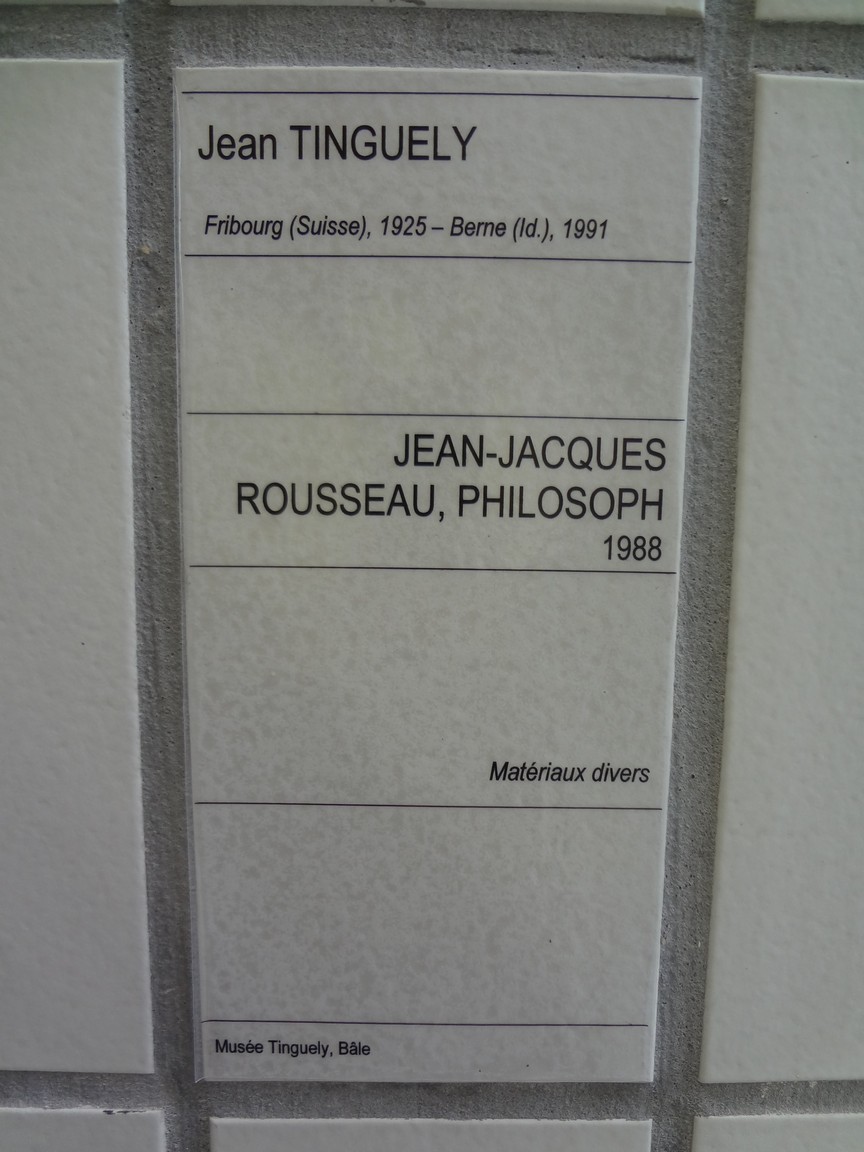 Jean TINGUELY
Fribourg (Suisse), 1925 – Berne (Id.), 1991
JEAN-JACQUES
ROUSSEAU, PHILOSOPH
1988
Matériaux divers
Musée Tinguely, Bâle